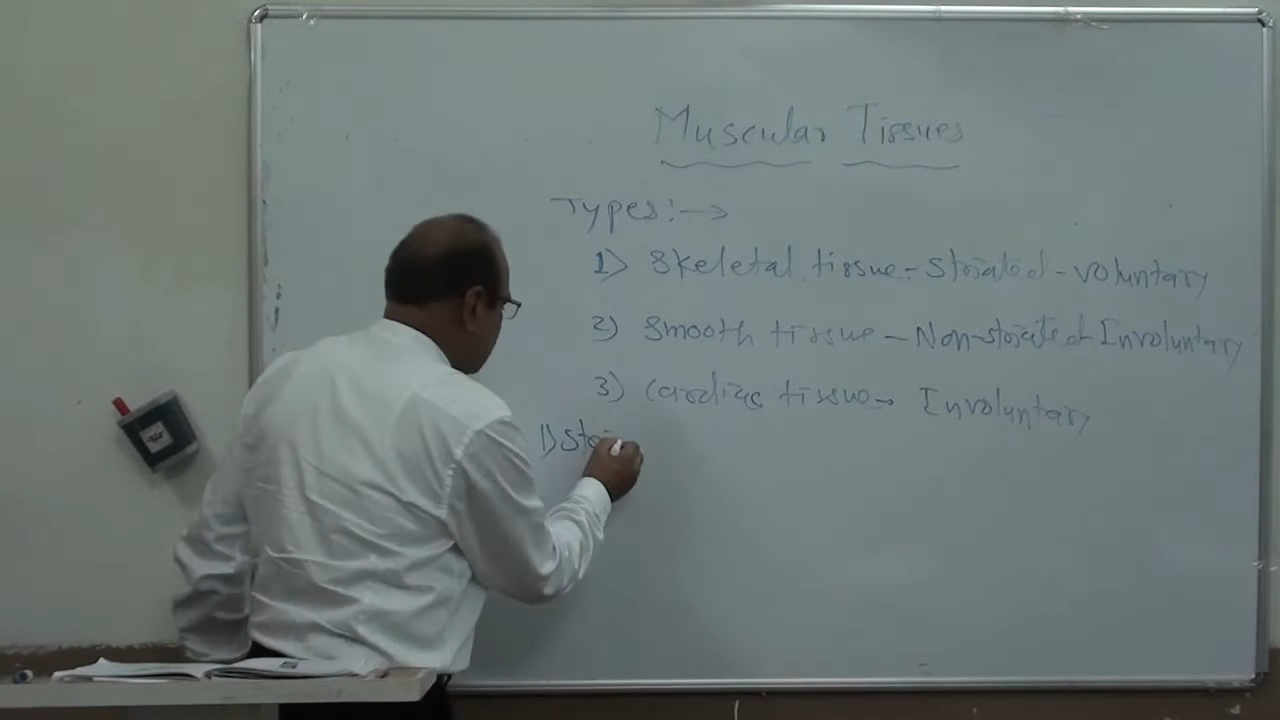 Muscular Tissues
Types:→
1) Skeletal tissue - Striated - voluntary
2) Smooth tissue - Non-striated Involuntary
3) Cardiac tissue - Involuntary
1) Str